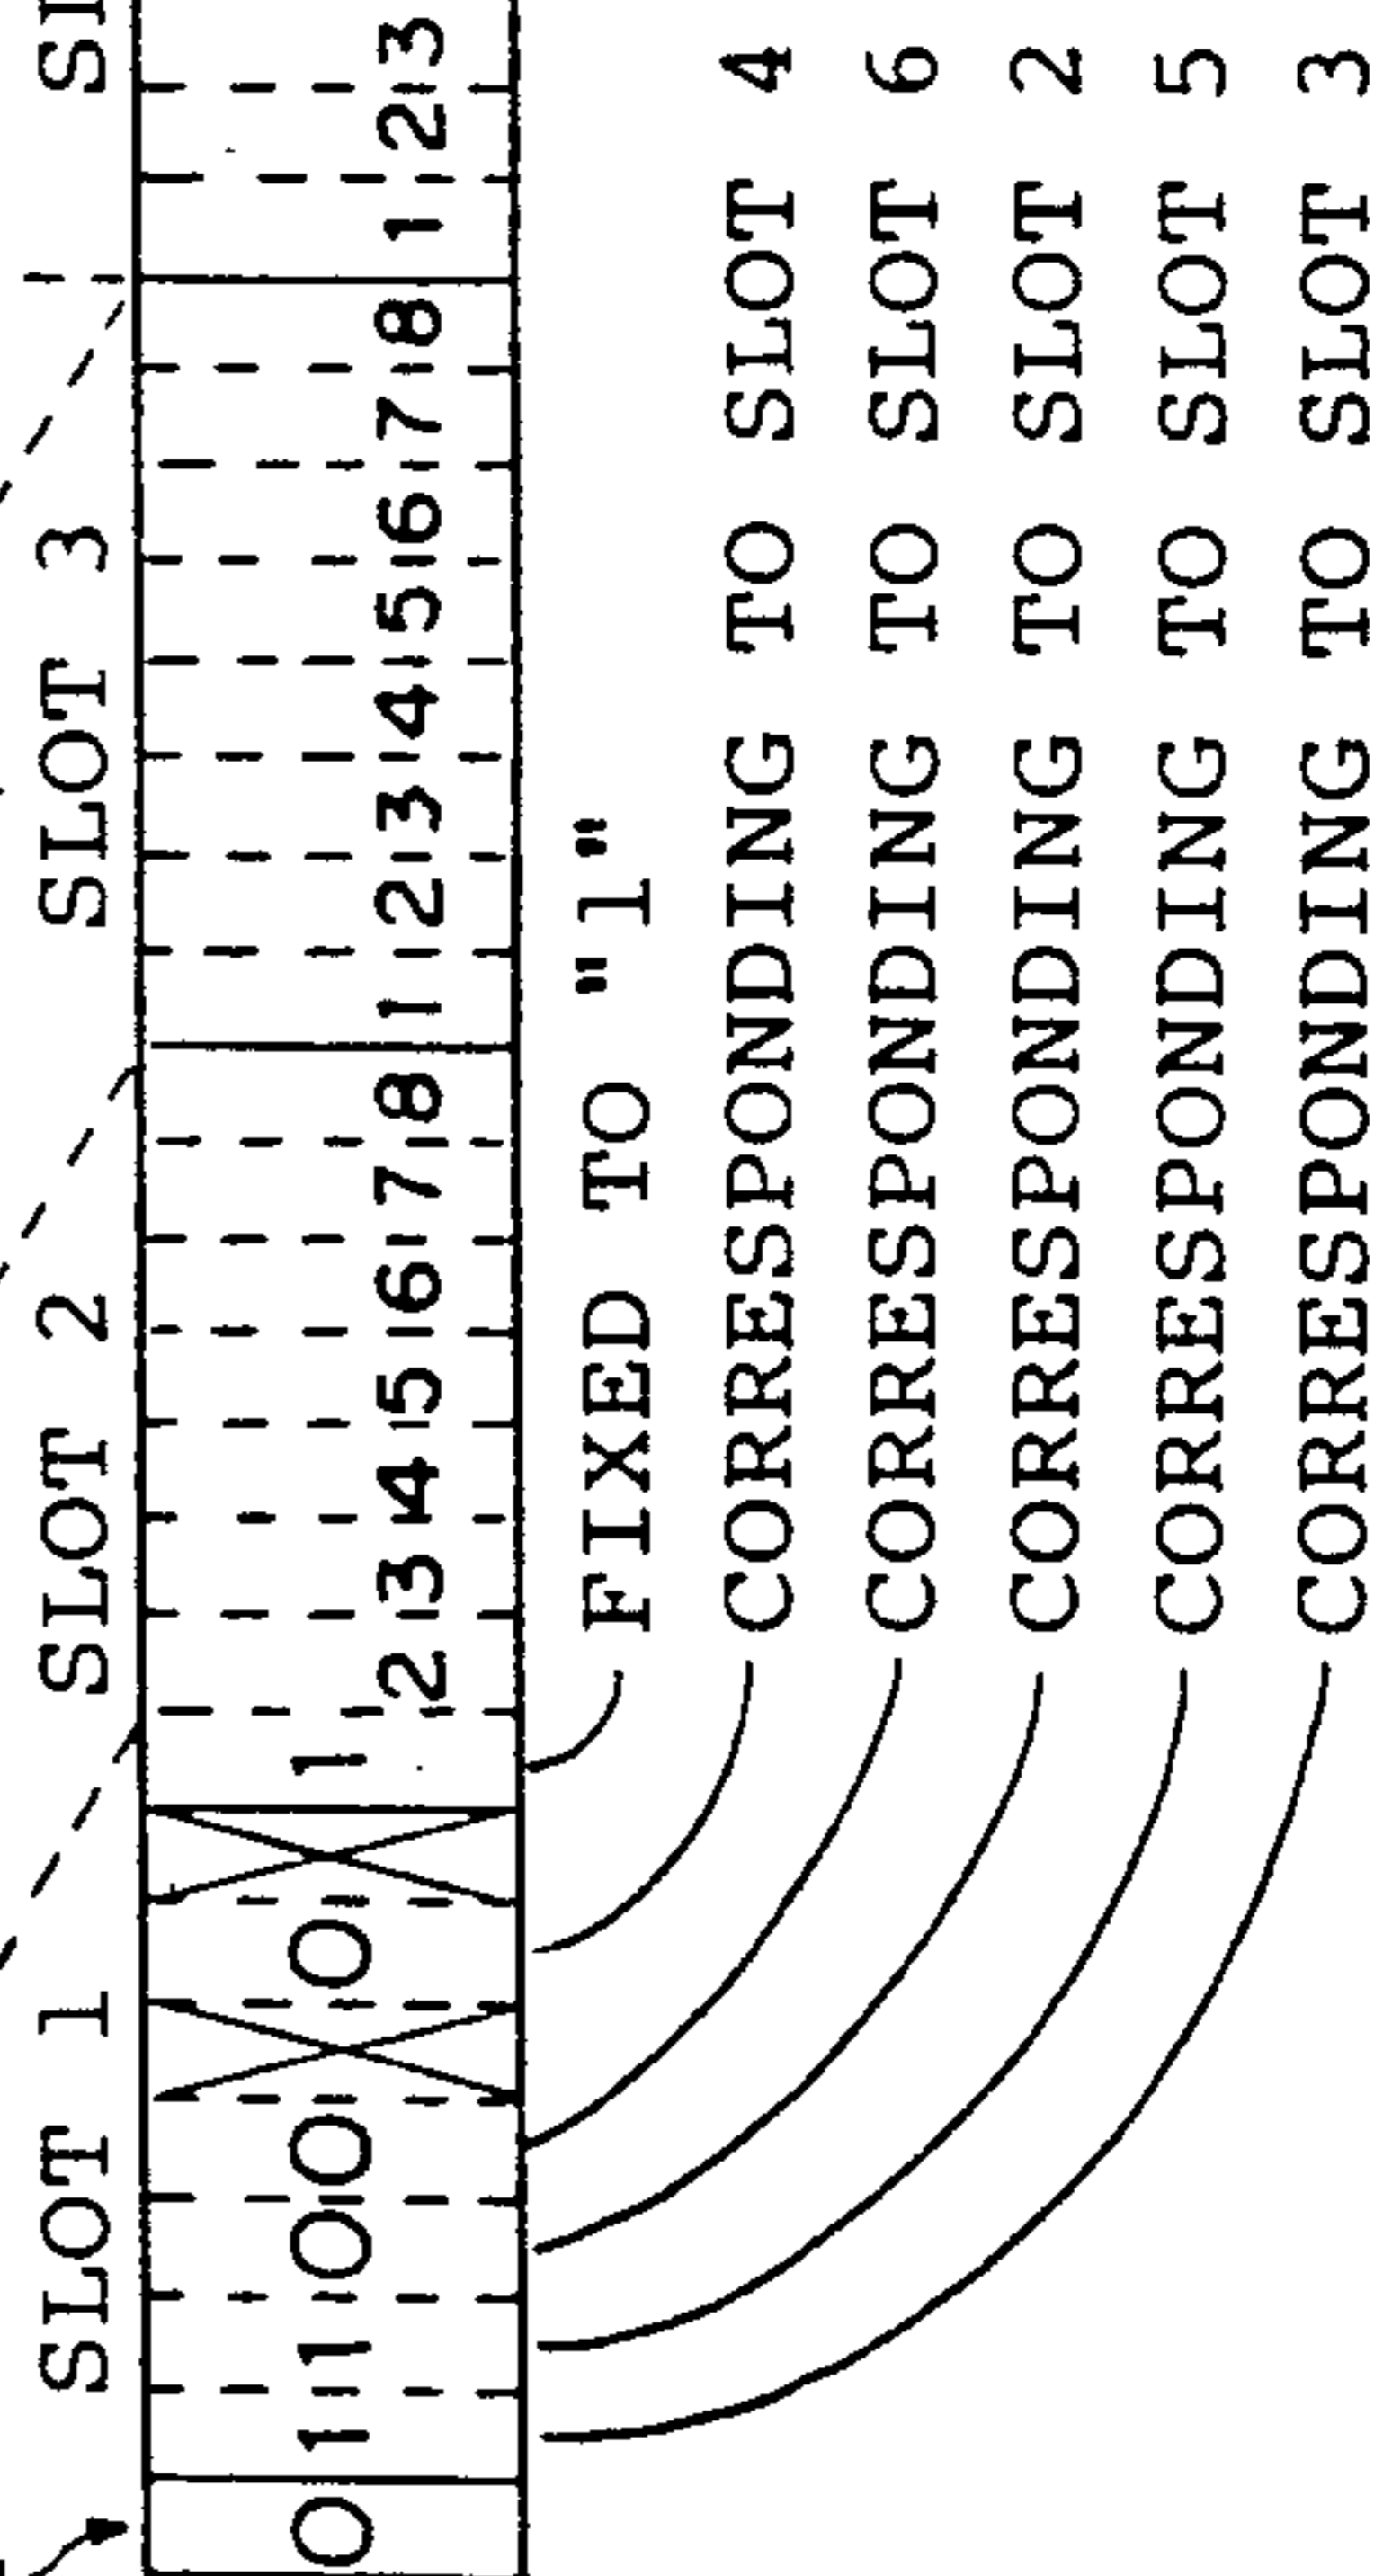 SLOT 1 SLOT 2 SLOT 3
0 1 1 0 0 0 1 2 3 4 5 6 7 8 1 2 3 4 5 6 7 8 1 2 3
FIXED TO "1"
CORRESPONDING TO SLOT 4
CORRESPONDING TO SLOT 6
CORRESPONDING TO SLOT 2
CORRESPONDING TO SLOT 5
CORRESPONDING TO SLOT 3